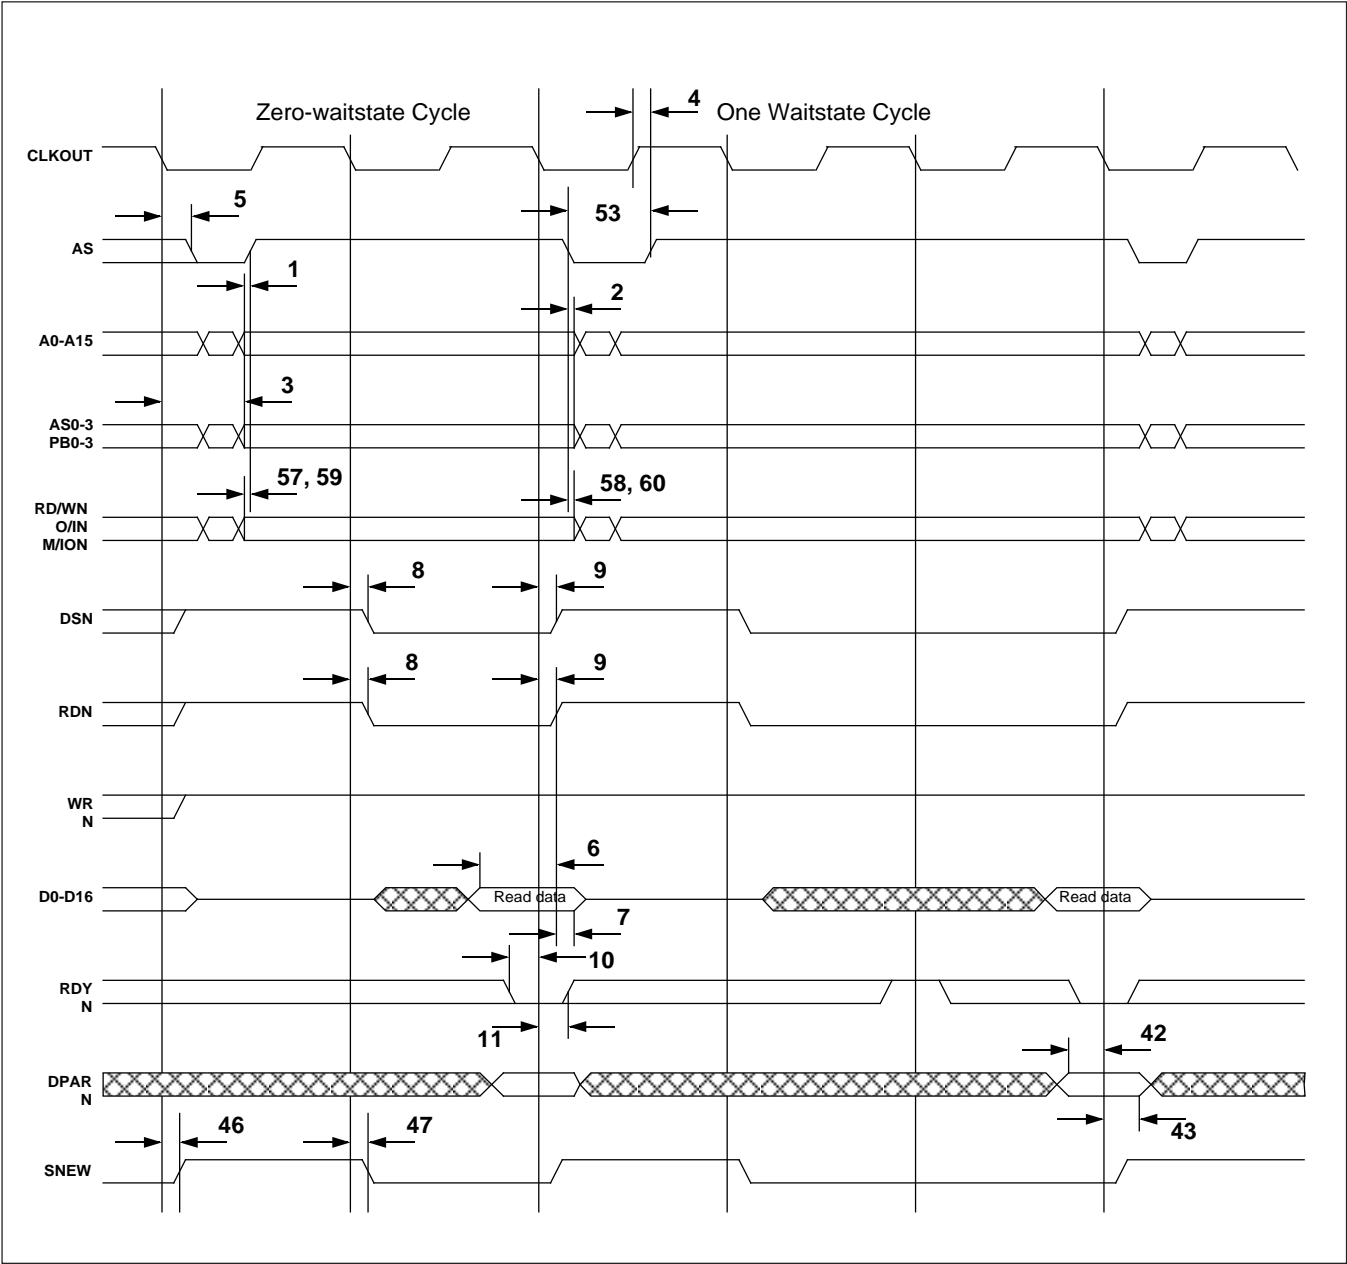 4
Zero-waitstate Cycle One Waitstate Cycle
CLKOUT
5
53
AS
1
2
A0-A15
3
AS0-3
PB0-3
57, 59 58, 60
RD/WN
O/IN
M/ION
8 9
DSN
8 9
RDN
WR
N
6
D0-D16 Read data Read data
7
10
RDY
N
11 42
DPAR
N
46 47 43
SNEW